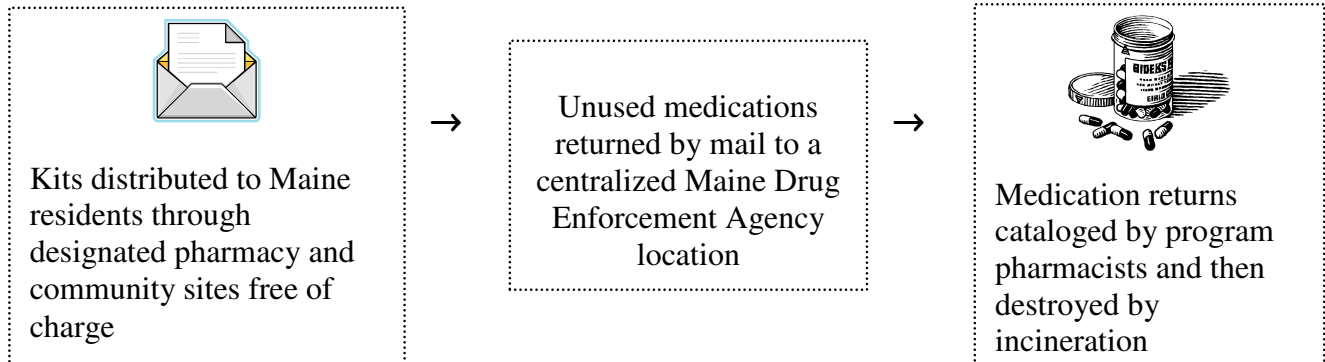 Kits distributed to Maine
residents through
designated pharmacy and
community sites free of
charge
→
Unused medications
returned by mail to a
centralized Maine Drug
Enforcement Agency
location
→
Medication returns
cataloged by program
pharmacists and then
destroyed by
incineration